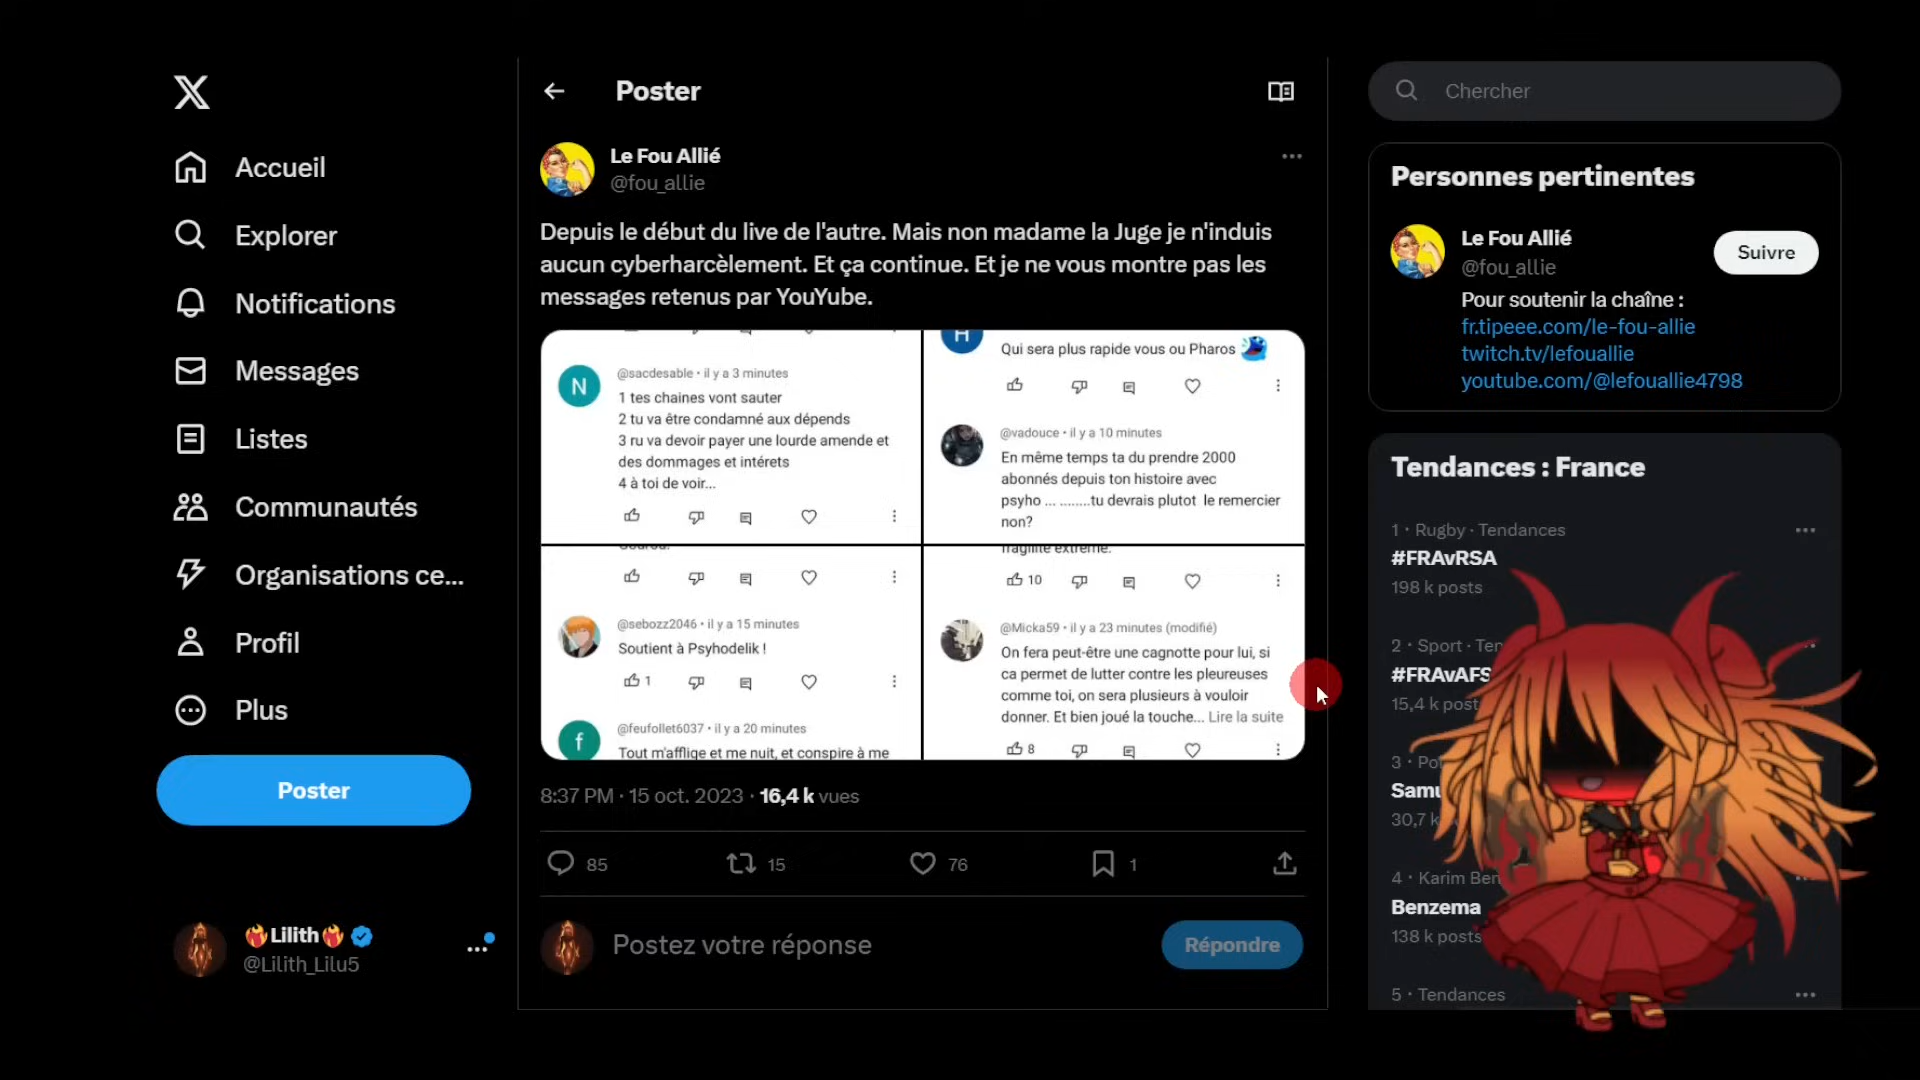 Accueil
Explorer
Notifications
Messages
Listes
Communautés
Organisations ce...
Profil
Plus
Poster
🔥Lilith🔥
@Lilith_Lilu5
Poster
Le Fou Allié
@fou_allie
Depuis le début du live de l'autre. Mais non madame la Juge je n'induis
aucun cyberharcèlement. Et ça continue. Et je ne vous montre pas les
messages retenus par YouYube.
N
@sacdesable • il y a 3 minutes
1 tes chaines vont sauter
2 tu va être condamné aux dépends
3 ru va devoir payer une lourde amende et
des dommages et intérets
4 à toi de voir...
H
Qui sera plus rapide vous ou Pharos
@vadouce • il y a 10 minutes
En même temps ta du prendre 2000
abonnés depuis ton histoire avec
psyho ... ........tu devrais plutot le remercier
non?
@sebozz2046 • il y a 15 minutes
Soutient à Psyhodelik !
1
f
@feufollet6037 • il y a 20 minutes
Tout m'afflige et me nuit, et conspire à me
fragilité extrême.
10
@Micka59 • il y a 23 minutes (modifié)
On fera peut-être une cagnotte pour lui, si
ca permet de lutter contre les pleureuses
comme toi, on sera plusieurs à vouloir
donner. Et bien joué la touche... Lire la suite
8
8:37 PM · 15 oct. 2023 · 16,4 k vues
85
15
76
1
Postez votre réponse
Répondre
Chercher
Personnes pertinentes
Le Fou Allié
@fou_allie
Suivre
Pour soutenir la chaîne :
fr.tipeee.com/le-fou-allie
twitch.tv/lefouallie
youtube.com/@lefouallie4798
Tendances : France
1 · Rugby · Tendances
#FRAvRSA
198 k posts
2 · Sport · Ten
#FRAvAFS
15,4 k post
3 · Po
Samu
30,7 k
4 · Karim Ben
Benzema
138 k posts
5 · Tendances